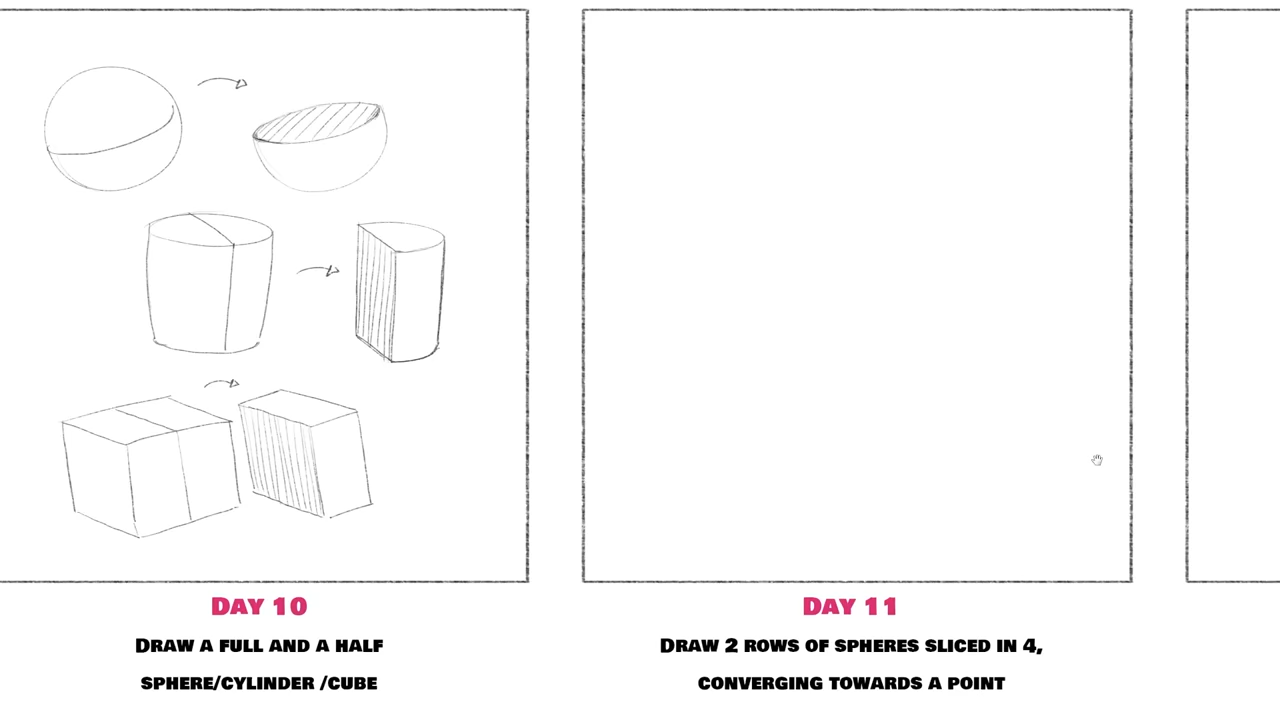 Day 10
Draw a full and a half
sphere/cylinder /cube
Day 11
Draw 2 rows of spheres sliced in 4,
converging towards a point